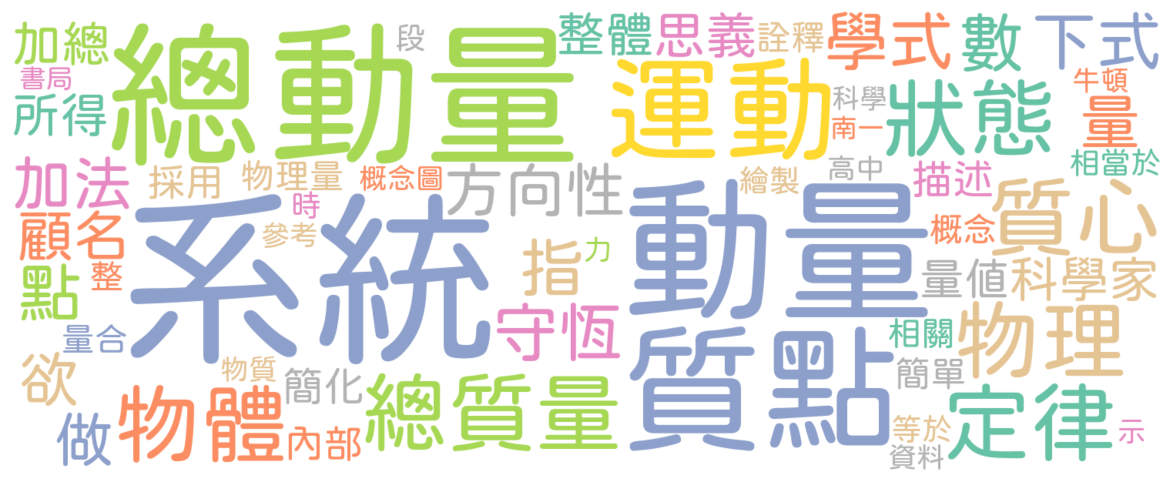 加總
總動量
段
整體
思義
詮釋
學式
數
下式
書局
所得
運動
科學
南一
狀態
牛頓
量
相當於
加法
採用
物理量
概念圖
方向性
繪製
高中
描述
質心
顧名
時
參考
系統
指
力
動量
概念
量值
科學家
點
整
守恆
量合
欲
物質
簡化
總質量
質點
相關
簡單
物理
做
物體
內部
等於
資料
定律
示